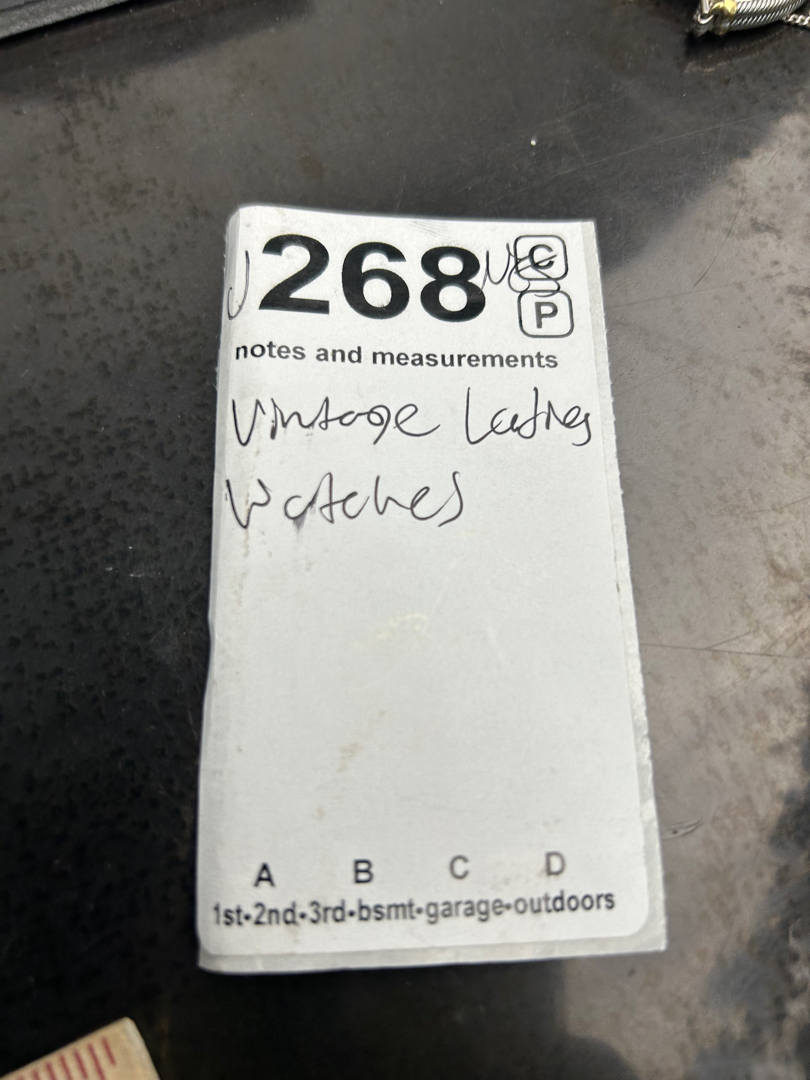 J 268 C
P
notes and measurements
Vintage Ladies
Watches
A B C D
1st•2nd•3rd•bsmt•garage•outdoors